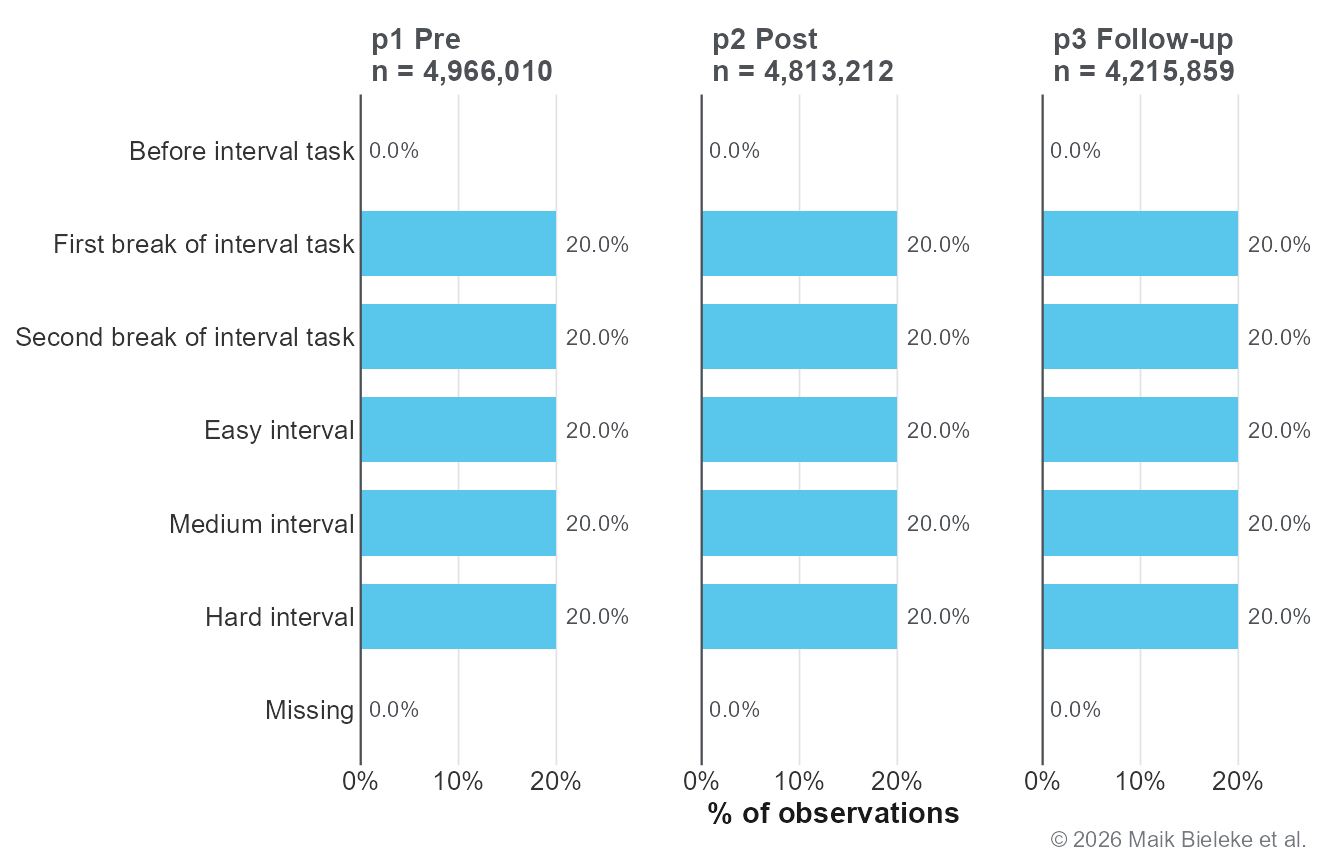 p1 Pre
n = 4,966,010
p2 Post
n = 4,813,212
p3 Follow-up
n = 4,215,859
Before interval task 0.0% 0.0% 0.0%
First break of interval task 20.0% 20.0% 20.0%
Second break of interval task 20.0% 20.0% 20.0%
Easy interval 20.0% 20.0% 20.0%
Medium interval 20.0% 20.0% 20.0%
Hard interval 20.0% 20.0% 20.0%
Missing 0.0% 0.0% 0.0%
0% 10% 20% 0% 10% 20% 0% 10% 20%
% of observations
© 2026 Maik Bieleke et al.